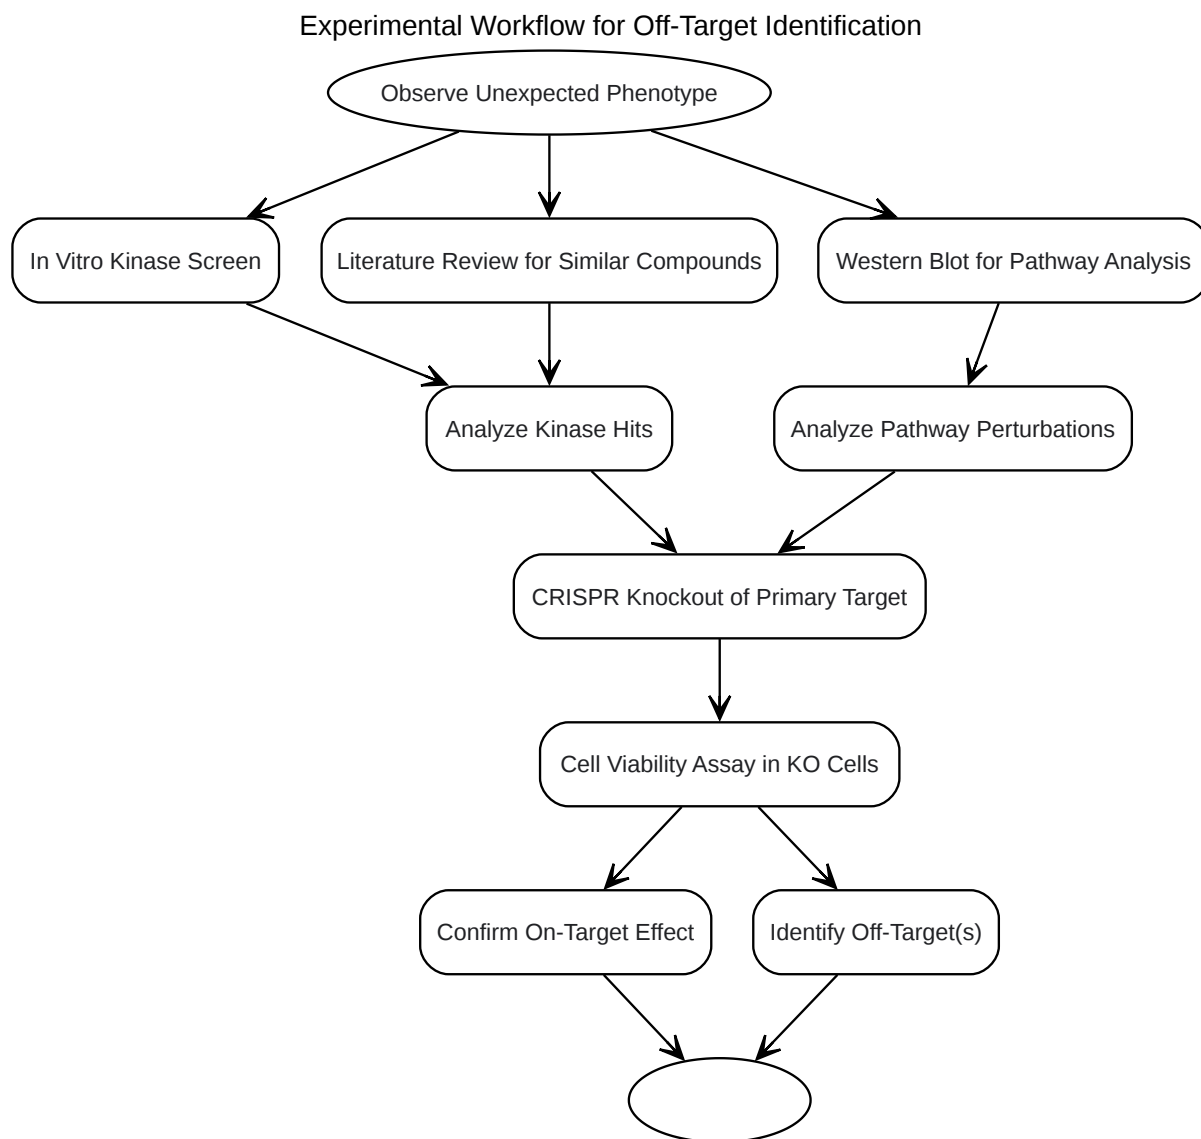 Experimental Workflow for Off-Target Identification
Observe Unexpected Phenotype
In Vitro Kinase Screen
Literature Review for Similar Compounds
Western Blot for Pathway Analysis
Analyze Kinase Hits
Analyze Pathway Perturbations
CRISPR Knockout of Primary Target
Cell Viability Assay in KO Cells
Confirm On-Target Effect
Identify Off-Target(s)